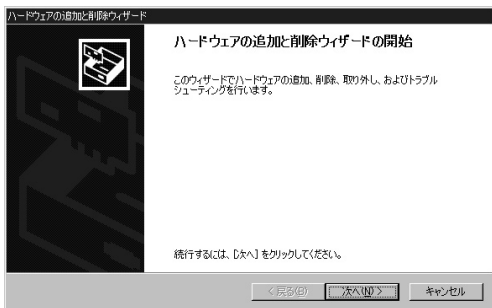 ハードウェアの追加と削除ウィザード
ハードウェアの追加と削除ウィザードの開始
このウィザードでハードウェアの追加、削除、取り外し、およびトラブル
シューティングを行います。
続行するには、[次へ] をクリックしてください。
< 戻る(B)
次へ(N) >
キャンセル